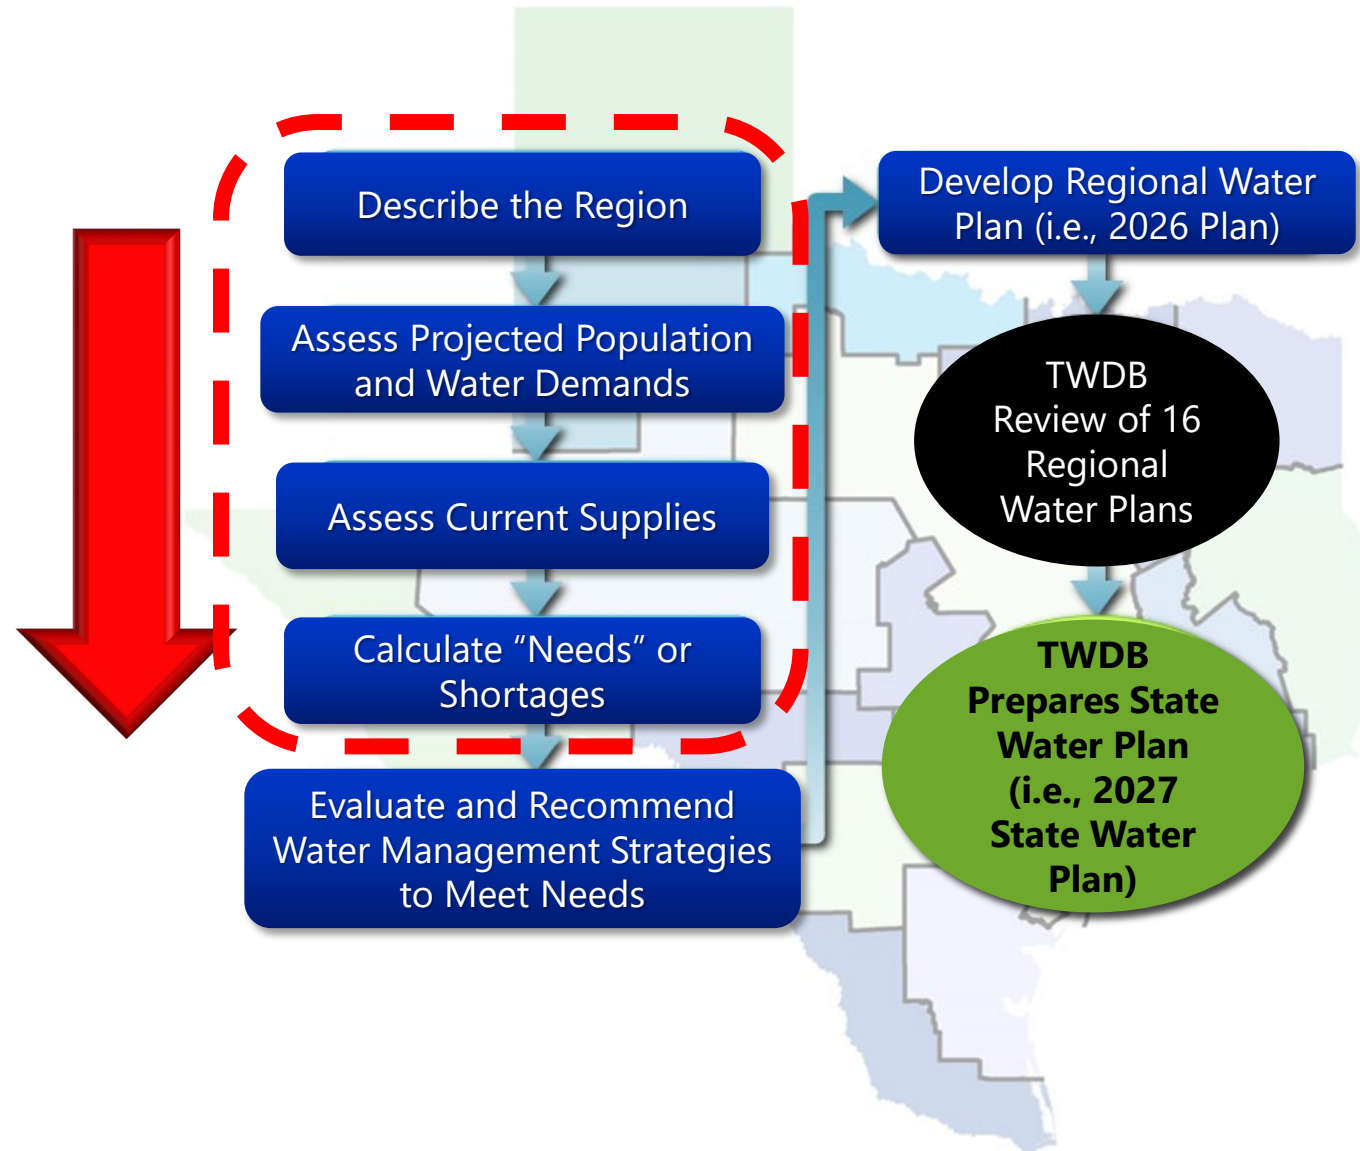 Describe the Region
Assess Projected Population
and Water Demands
Assess Current Supplies
Calculate “Needs” or
Shortages
Evaluate and Recommend
Water Management Strategies
to Meet Needs
Develop Regional Water
Plan (i.e., 2026 Plan)
TWDB
Review of 16
Regional
Water Plans
TWDB
Prepares State
Water Plan
(i.e., 2027
State Water
Plan)